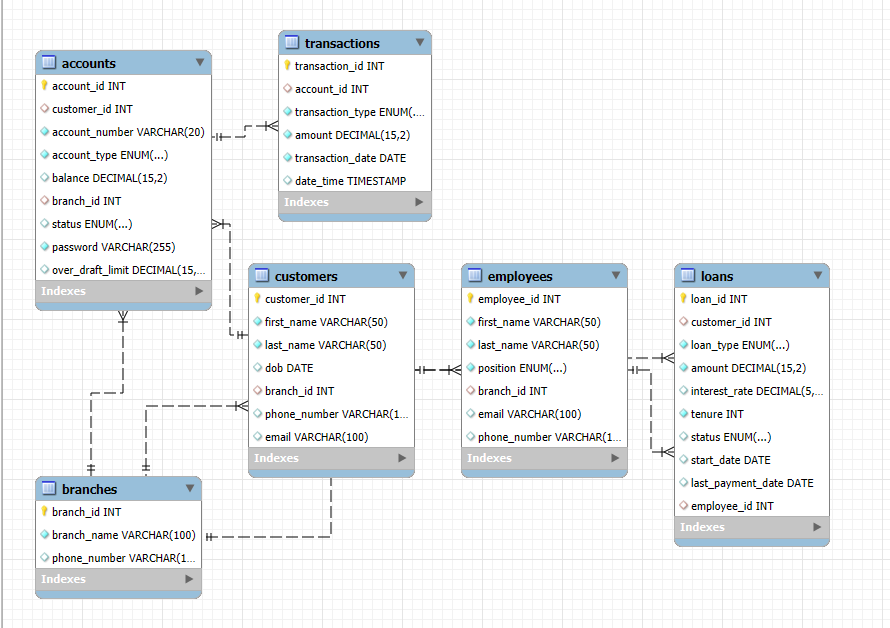 accounts
account_id INT
customer_id INT
account_number VARCHAR(20)
account_type ENUM(...)
balance DECIMAL(15,2)
branch_id INT
status ENUM(...)
password VARCHAR(255)
over_draft_limit DECIMAL(15,...
Indexes
transactions
transaction_id INT
account_id INT
transaction_type ENUM(....
amount DECIMAL(15,2)
transaction_date DATE
date_time TIMESTAMP
Indexes
customers
customer_id INT
first_name VARCHAR(50)
last_name VARCHAR(50)
dob DATE
branch_id INT
phone_number VARCHAR(1...
email VARCHAR(100)
Indexes
employees
employee_id INT
first_name VARCHAR(50)
last_name VARCHAR(50)
position ENUM(...)
branch_id INT
email VARCHAR(100)
phone_number VARCHAR(1...
Indexes
loans
loan_id INT
customer_id INT
loan_type ENUM(...)
amount DECIMAL(15,2)
interest_rate DECIMAL(5,...
tenure INT
status ENUM(...)
start_date DATE
last_payment_date DATE
employee_id INT
Indexes
branches
branch_id INT
branch_name VARCHAR(100)
phone_number VARCHAR(1...
Indexes